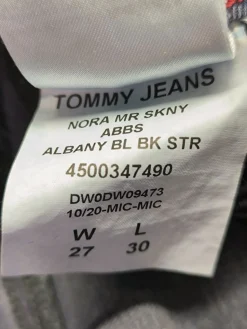 TOMMY JEANS
NORA MR SKNY
ABBS
ALBANY BL BK STR
4500347490
DW0DW09473
10/20-MIC-MIC
W L
27 30